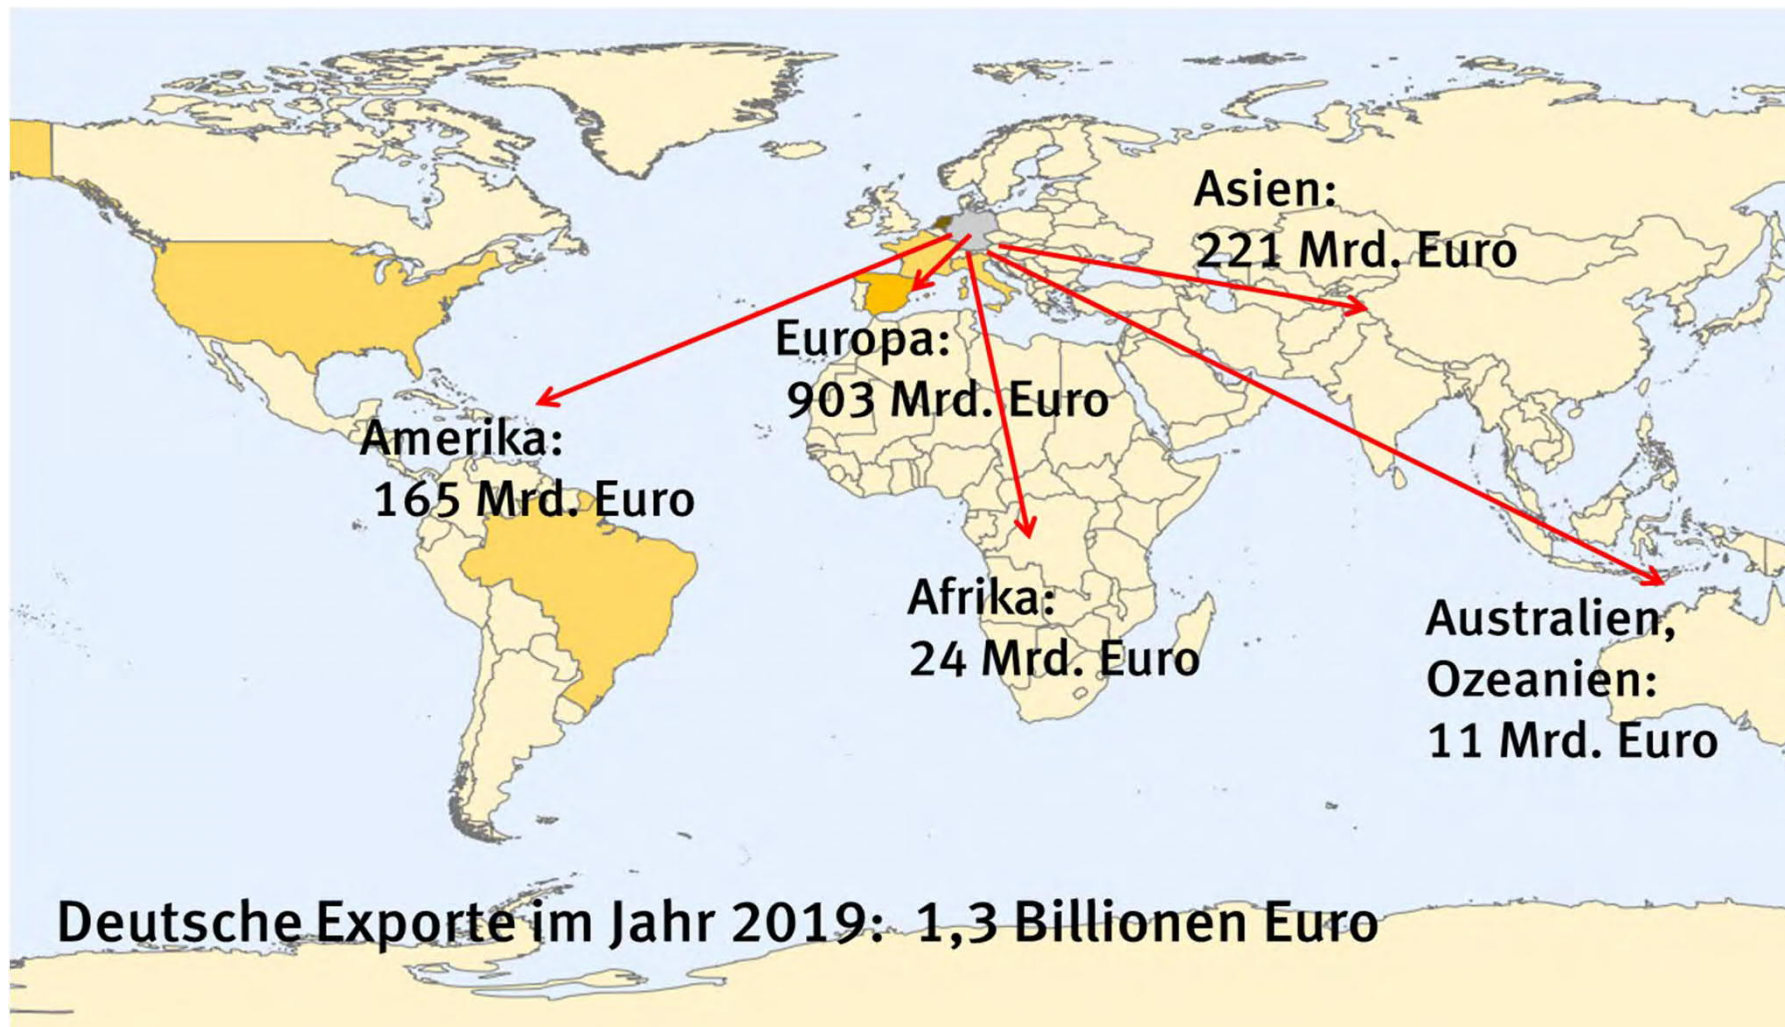 Asien:
221 Mrd. Euro
Europa:
903 Mrd. Euro
Amerika:
165 Mrd. Euro
Afrika:
24 Mrd. Euro
Australien,
Ozeanien:
11 Mrd. Euro
Deutsche Exporte im Jahr 2019: 1,3 Billionen Euro